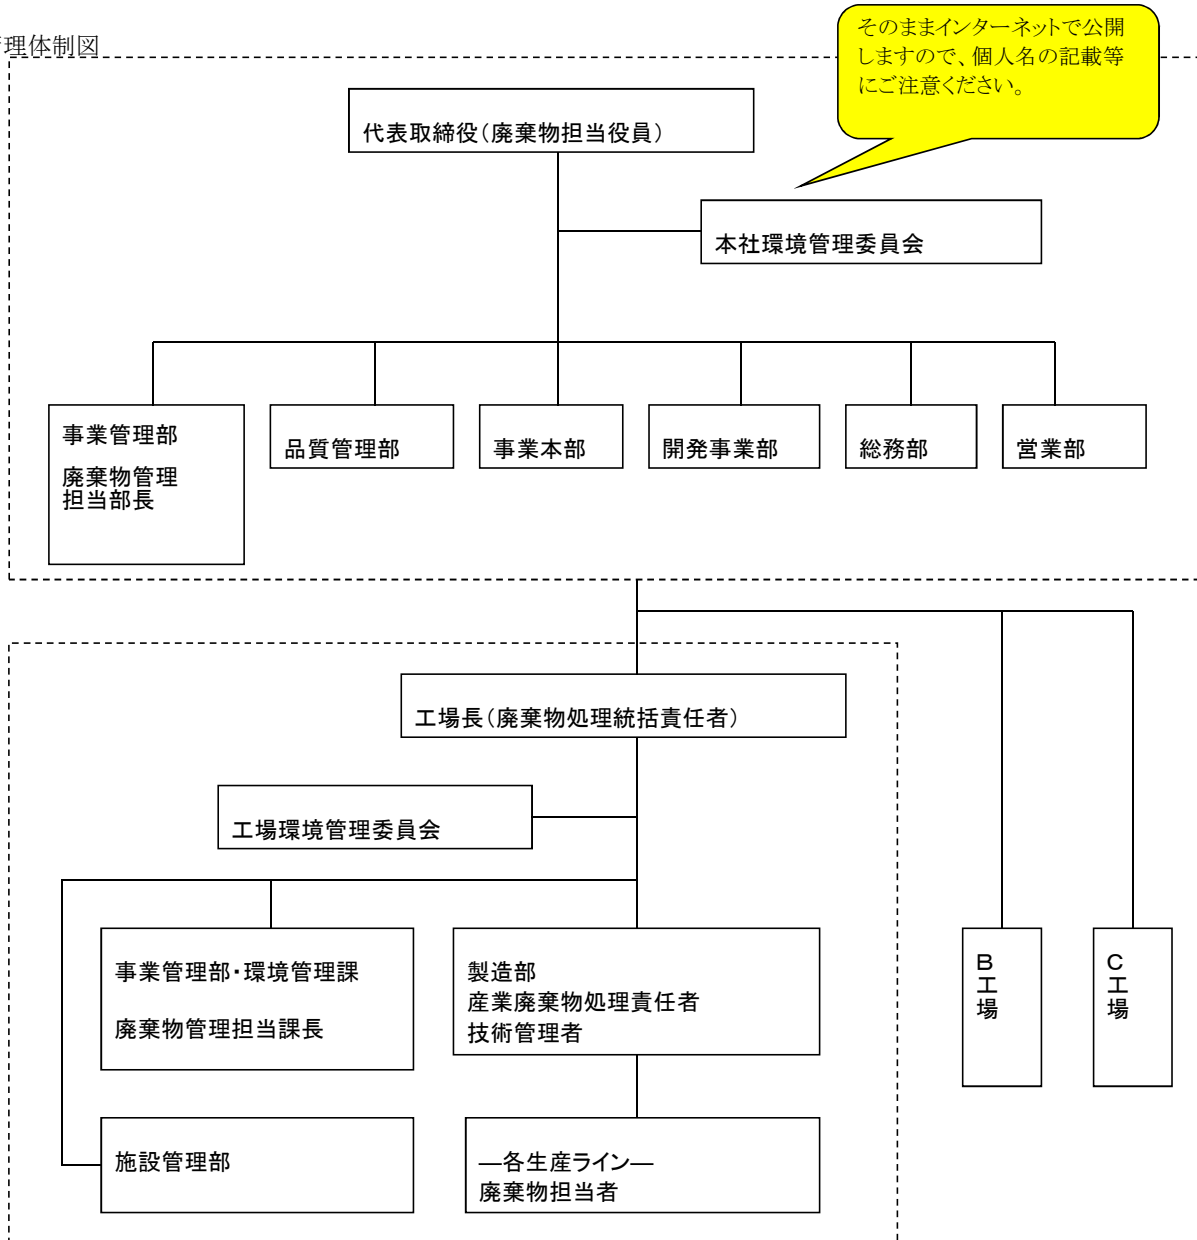 理体制図
そのままインターネットで公開
しますので、個人名の記載等
にご注意ください。
代表取締役（廃棄物担当役員）
本社環境管理委員会
事業管理部
廃棄物管理
担当部長
品質管理部
事業本部
開発事業部
総務部
営業部
工場長（廃棄物処理統括責任者）
工場環境管理委員会
事業管理部・環境管理課
廃棄物管理担当課長
製造部
産業廃棄物処理責任者
技術管理者
B工場
C工場
施設管理部
―各生産ライン―
廃棄物担当者